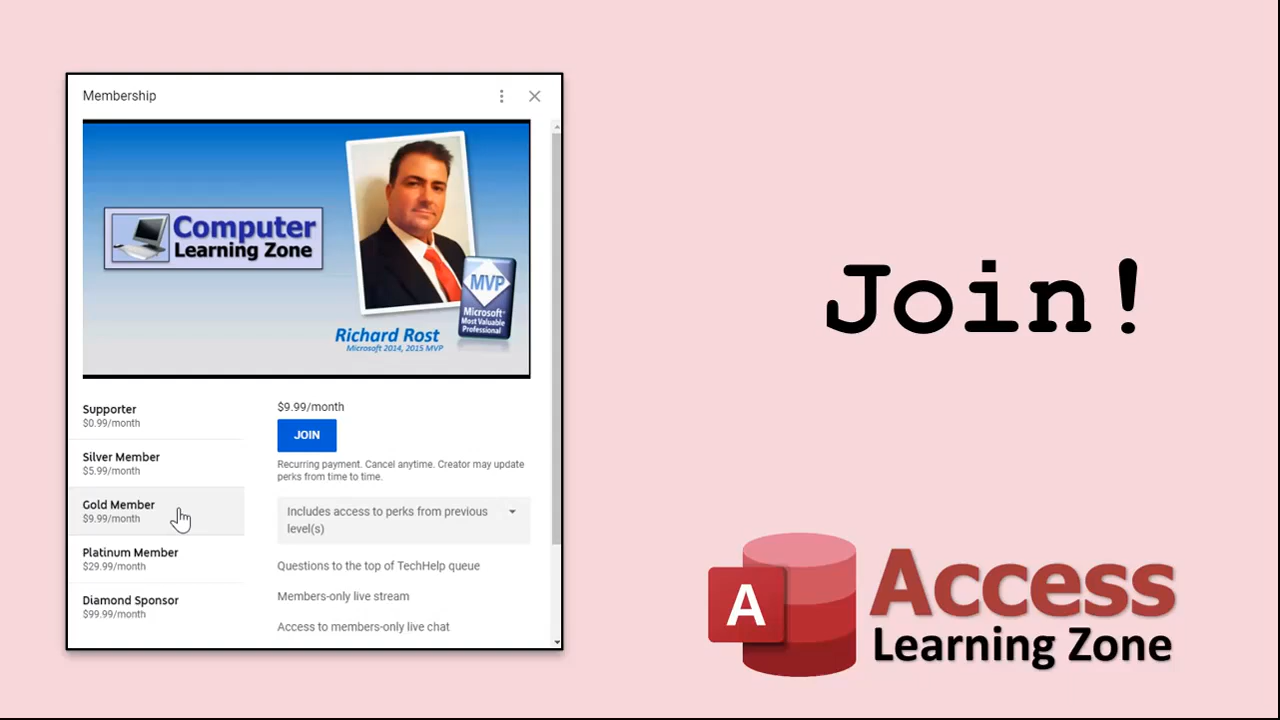 Membership
Computer
Learning Zone
MVP
Microsoft®
Most Valuable
Professional
Richard Rost
Microsoft 2014, 2015 MVP
Supporter
$0.99/month
Silver Member
$5.99/month
Gold Member
$9.99/month
Platinum Member
$29.99/month
Diamond Sponsor
$99.99/month
$9.99/month
JOIN
Recurring payment. Cancel anytime. Creator may update
perks from time to time.
Includes access to perks from previous
level(s)
Questions to the top of TechHelp queue
Members-only live stream
Access to members-only live chat
Join!
A
Access
Learning Zone